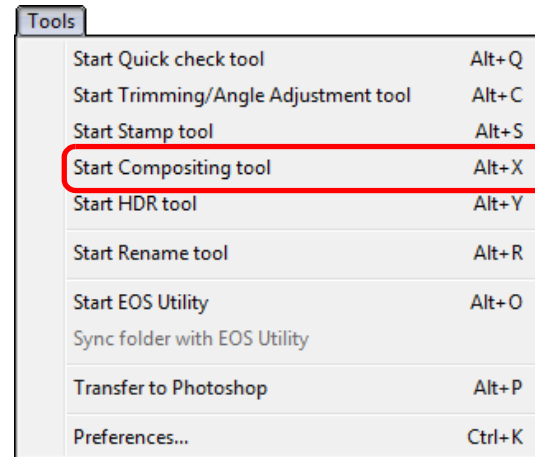 Tools
Start Quick check tool Alt+Q
Start Trimming/Angle Adjustment tool Alt+C
Start Stamp tool Alt+S
Start Compositing tool Alt+X
Start HDR tool Alt+Y
Start Rename tool Alt+R
Start EOS Utility Alt+O
Sync folder with EOS Utility
Transfer to Photoshop Alt+P
Preferences... Ctrl+K